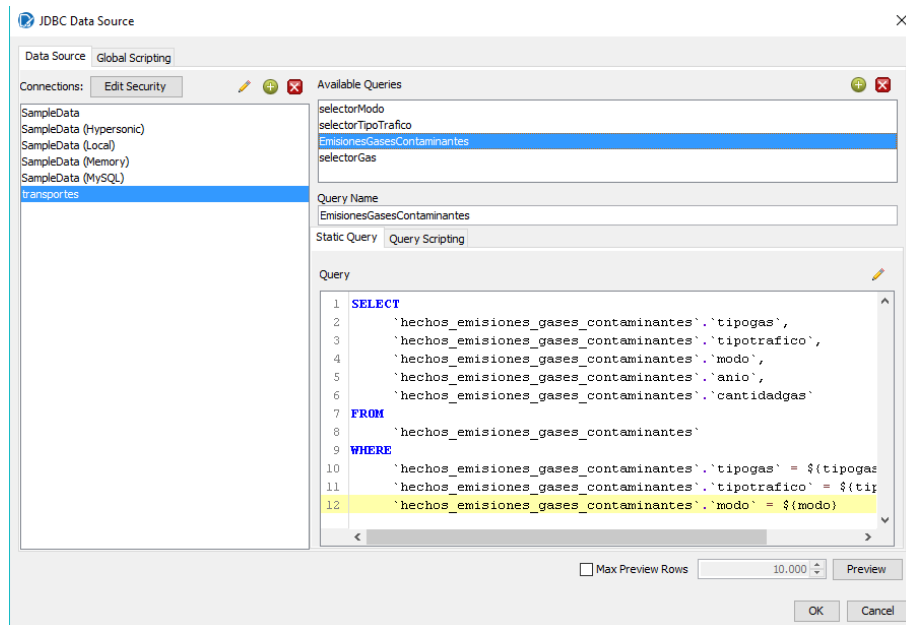 JDBC Data Source
Data Source Global Scripting
Connections: Edit Security
SampleData
SampleData (Hypersonic)
SampleData (Local)
SampleData (Memory)
SampleData (MySQL)
transportes
Available Queries
selectorModo
selectorTipoTrafico
EmisionesGasesContaminantes
selectorGas
Query Name
EmisionesGasesContaminantes
Static Query Query Scripting
Query
1 SELECT
2 `hechos_emisiones_gases_contaminantes`.`tipogas`,
3 `hechos_emisiones_gases_contaminantes`.`tipotrafico`,
4 `hechos_emisiones_gases_contaminantes`.`modo`,
5 `hechos_emisiones_gases_contaminantes`.`anio`,
6 `hechos_emisiones_gases_contaminantes`.`cantidadgas`
7 FROM
8 `hechos_emisiones_gases_contaminantes`
9 WHERE
10 `hechos_emisiones_gases_contaminantes`.`tipogas` = ${tipogas
11 `hechos_emisiones_gases_contaminantes`.`tipotrafico` = ${tip
12 `hechos_emisiones_gases_contaminantes`.`modo` = ${modo}
Max Preview Rows 10.000 Preview
OK Cancel